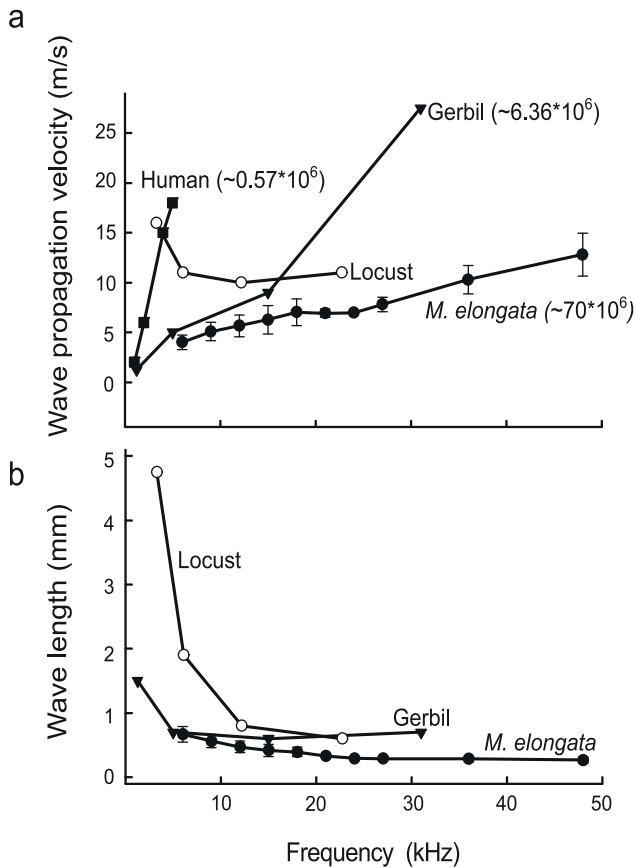 a
Wave propagation velocity (m/s)
25
20
15
10
5
0
Human (~0.57*10⁶)
Gerbil (~6.36*10⁶)
Locust
M. elongata (~70*10⁶)
b
Wave length (mm)
5
4
3
2
1
0
Locust
Gerbil
M. elongata
10 20 30 40 50
Frequency (kHz)